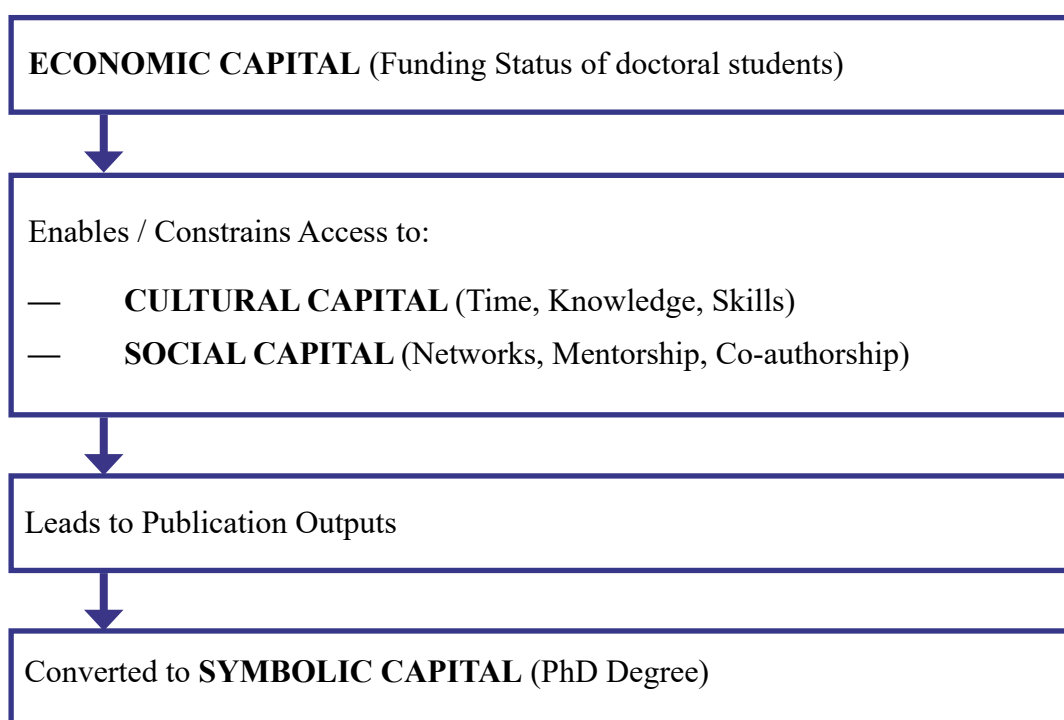 ECONOMIC CAPITAL (Funding Status of doctoral students)
Enables / Constrains Access to:
— CULTURAL CAPITAL (Time, Knowledge, Skills)
— SOCIAL CAPITAL (Networks, Mentorship, Co-authorship)
Leads to Publication Outputs
Converted to SYMBOLIC CAPITAL (PhD Degree)